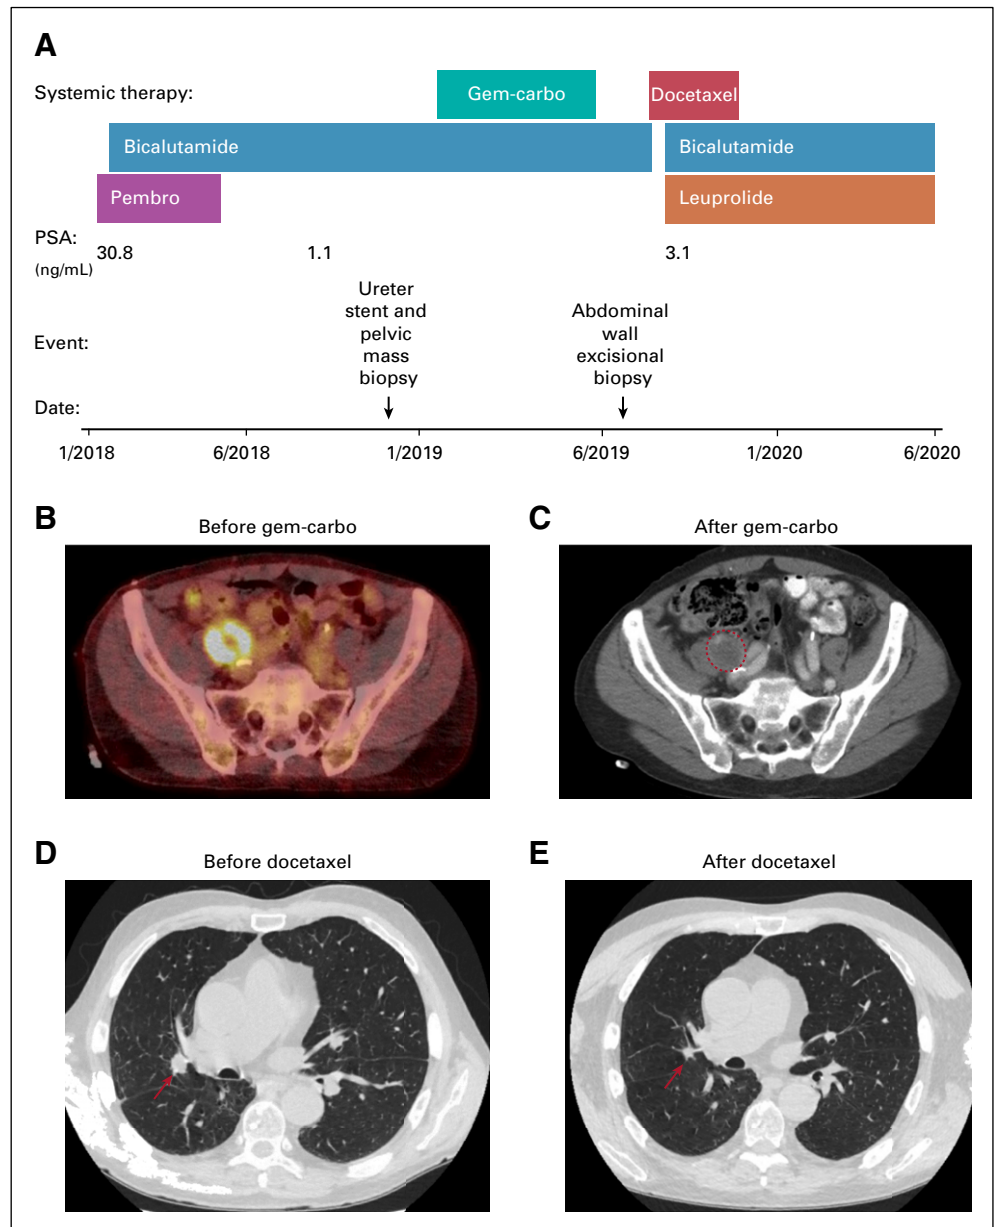 A
Systemic therapy:
Gem-carbo
Docetaxel
Bicalutamide
Bicalutamide
Pembro
Leuprolide
PSA:
(ng/mL)
30.8
1.1
3.1
Event:
Ureter
stent and
pelvic
mass
biopsy
Abdominal
wall
excisional
biopsy
Date:
1/2018
6/2018
1/2019
6/2019
1/2020
6/2020
B
Before gem-carbo
C
After gem-carbo
D
Before docetaxel
E
After docetaxel